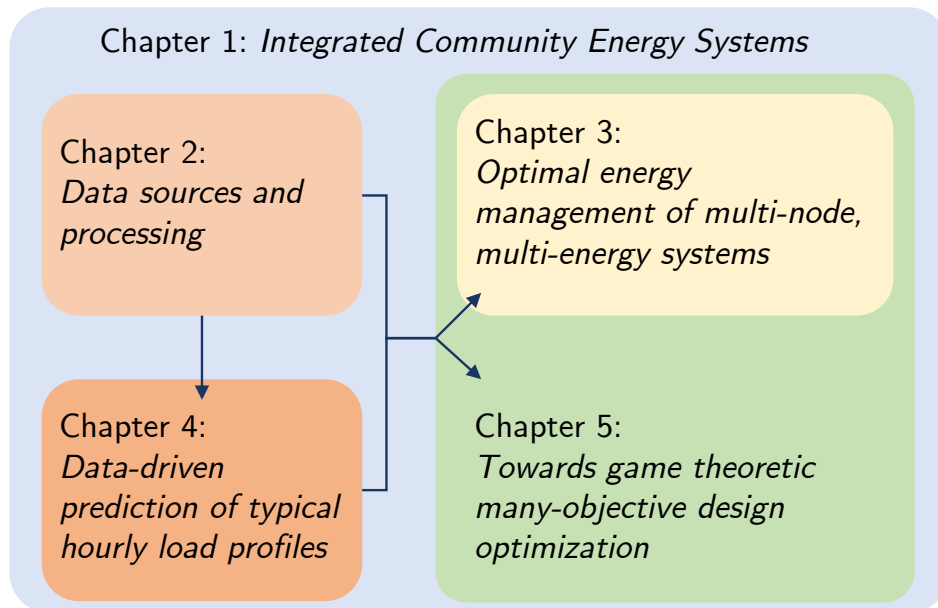 Chapter 1: Integrated Community Energy Systems
Chapter 2:
Data sources and
processing
Chapter 3:
Optimal energy
management of multi-node,
multi-energy systems
Chapter 4:
Data-driven
prediction of typical
hourly load profiles
Chapter 5:
Towards game theoretic
many-objective design
optimization